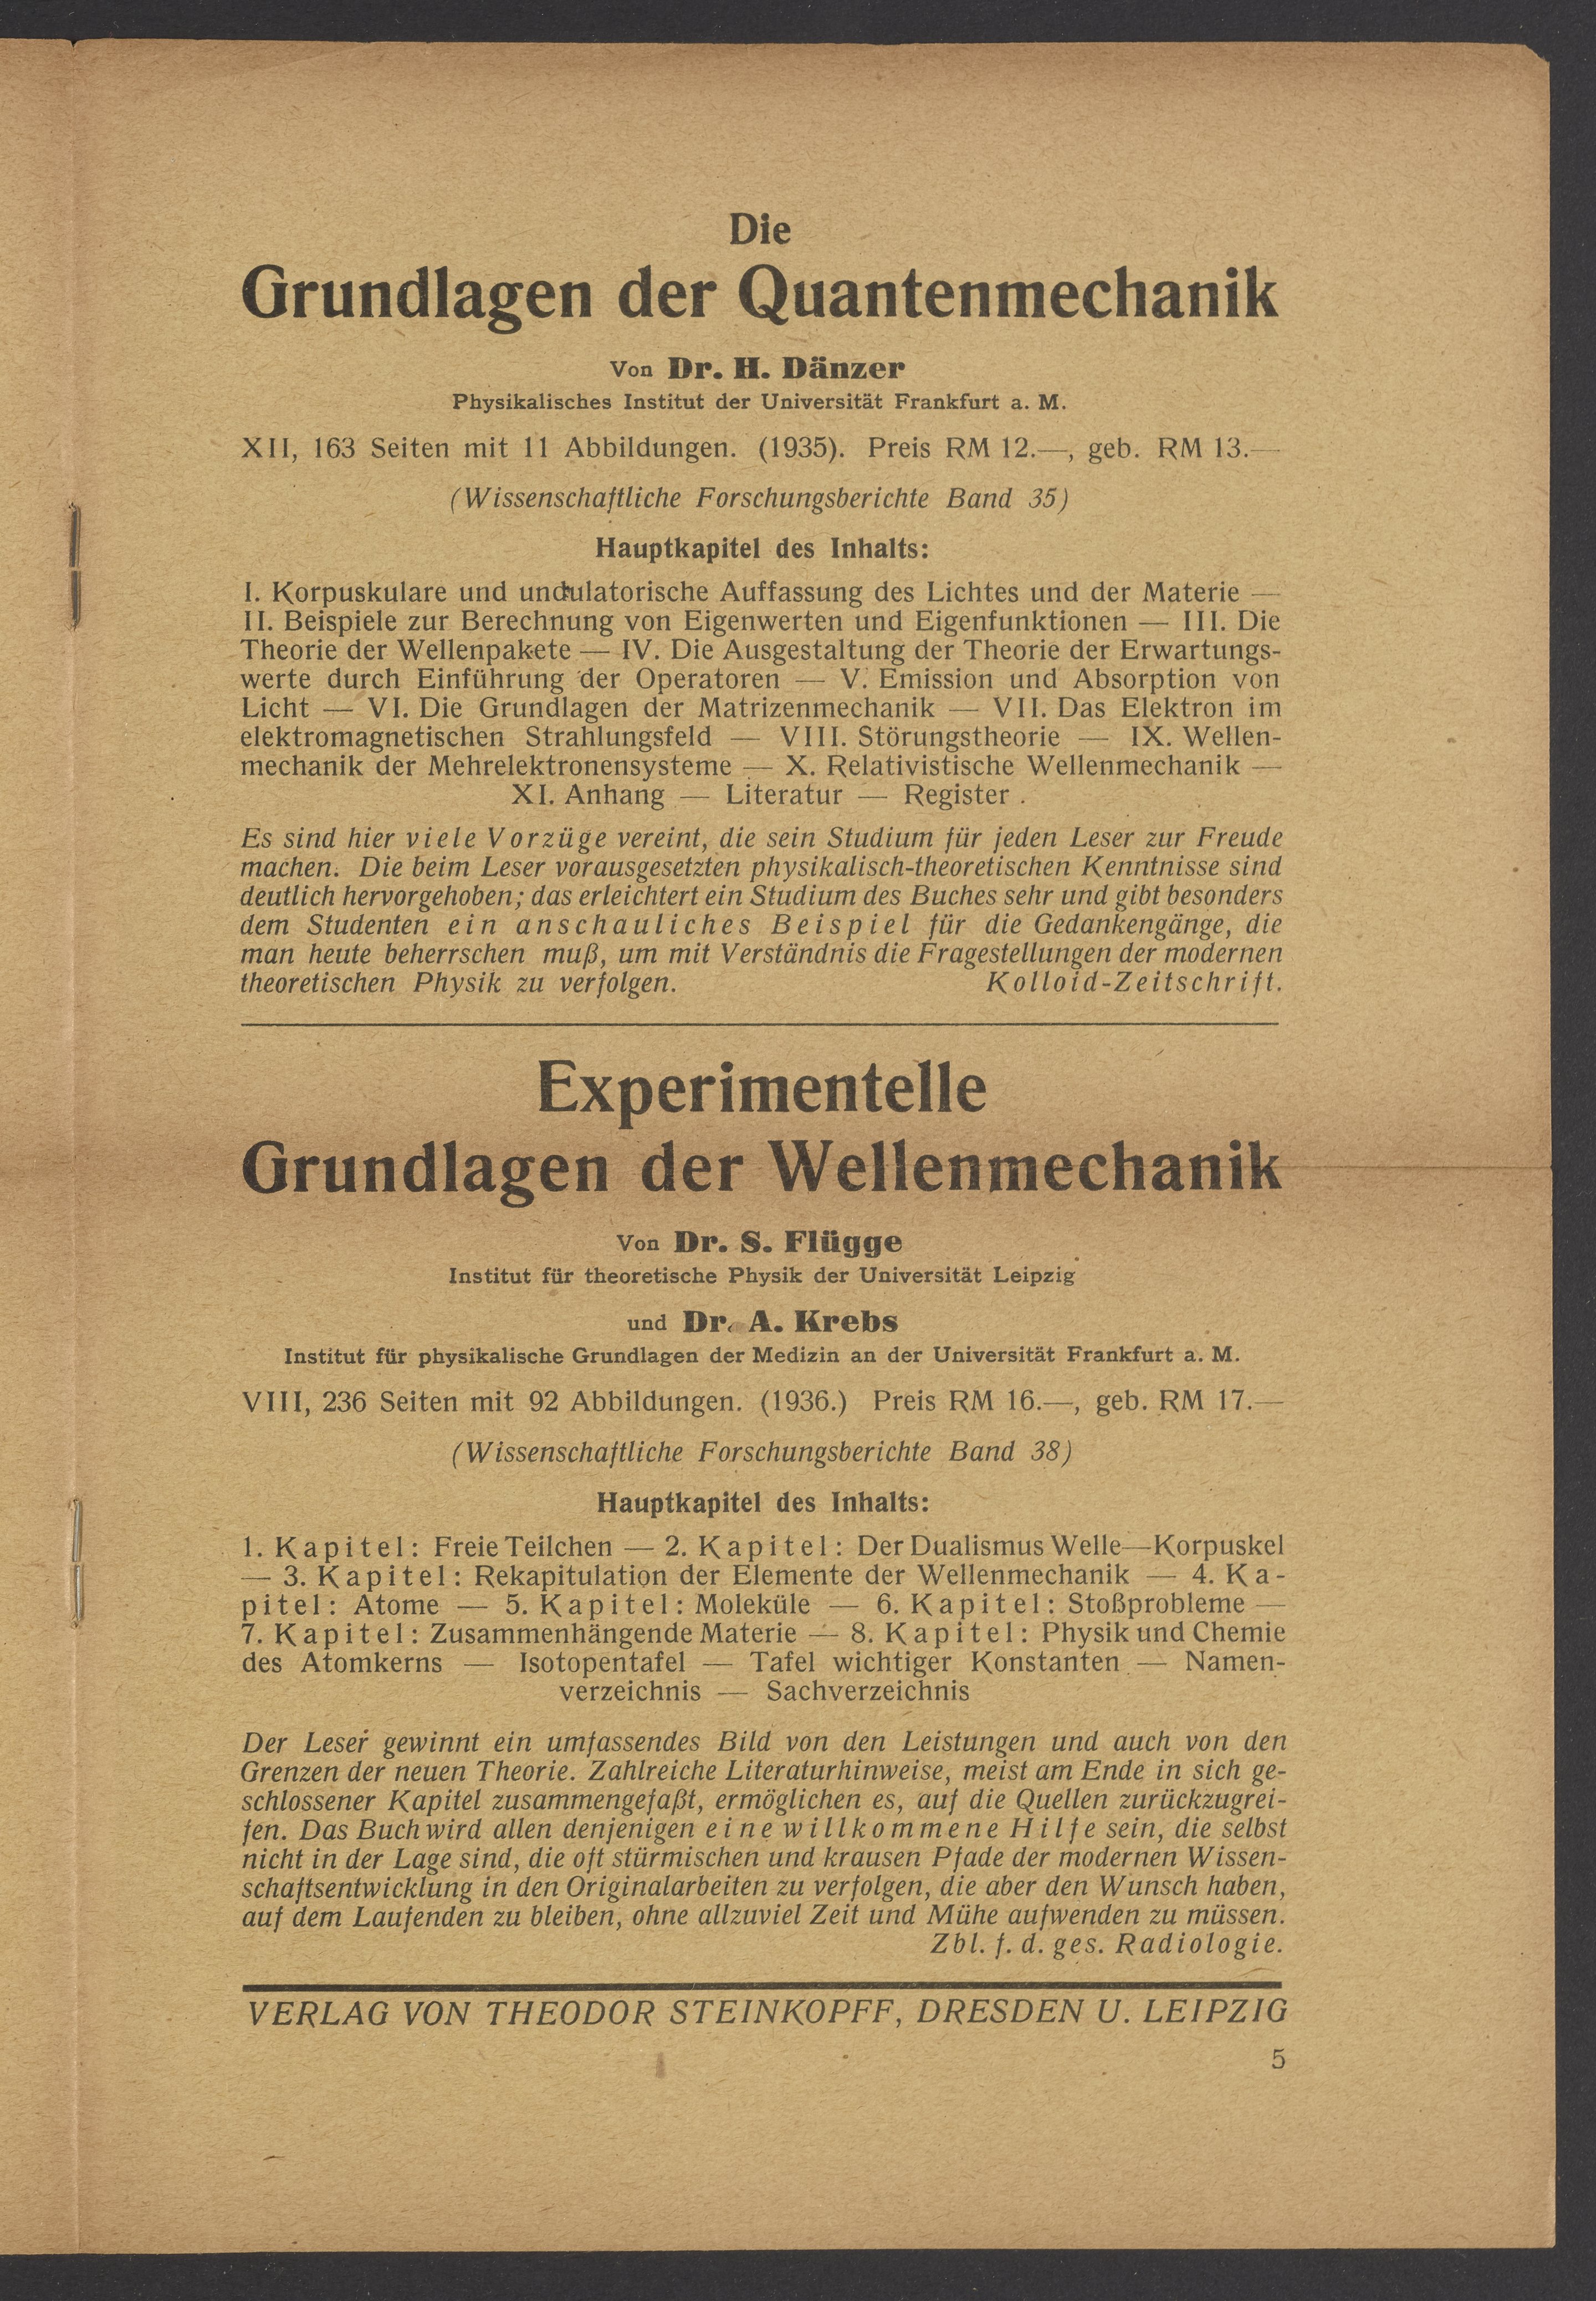 Die
Grundlagen der Quantenmechanik
Von Dr. H. Dänzer
Physikalisches Institut der Universität Frankfurt a. M.
XII, 163 Seiten mit 11 Abbildungen. (1935). Preis RM 12.—, geb. RM 13.—
(Wissenschaftliche Forschungsberichte Band 35)
Hauptkapitel des Inhalts:
I. Korpuskulare und undulatorische Auffassung des Lichtes und der Materie —
II. Beispiele zur Berechnung von Eigenwerten und Eigenfunktionen — III. Die
Theorie der Wellenpakete — IV. Die Ausgestaltung der Theorie der Erwartungs-
werte durch Einführung der Operatoren — V. Emission und Absorption von
Licht — VI. Die Grundlagen der Matrizenmechanik — VII. Das Elektron im
elektromagnetischen Strahlungsfeld — VIII. Störungstheorie — IX. Wellen-
mechanik der Mehrelektronensysteme — X. Relativistische Wellenmechanik —
XI. Anhang — Literatur — Register .
Es sind hier viele Vorzüge vereint, die sein Studium für jeden Leser zur Freude
machen. Die beim Leser vorausgesetzten physikalisch-theoretischen Kenntnisse sind
deutlich hervorgehoben; das erleichtert ein Studium des Buches sehr und gibt besonders
dem Studenten ein anschauliches Beispiel für die Gedankengänge, die
man heute beherrschen muß, um mit Verständnis die Fragestellungen der modernen
theoretischen Physik zu verfolgen. Kolloid-Zeitschrift.
Experimentelle
Grundlagen der Wellenmechanik
Von Dr. S. Flügge
Institut für theoretische Physik der Universität Leipzig
und Dr. A. Krebs
Institut für physikalische Grundlagen der Medizin an der Universität Frankfurt a. M.
VIII, 236 Seiten mit 92 Abbildungen. (1936.) Preis RM 16.—, geb. RM 17.—
(Wissenschaftliche Forschungsberichte Band 38)
Hauptkapitel des Inhalts:
1. Kapitel: Freie Teilchen — 2. Kapitel: Der Dualismus Welle—Korpuskel
— 3. Kapitel: Rekapitulation der Elemente der Wellenmechanik — 4. Ka-
pitel: Atome — 5. Kapitel: Moleküle — 6. Kapitel: Stoßprobleme —
7. Kapitel: Zusammenhängende Materie — 8. Kapitel: Physik und Chemie
des Atomkerns — Isotopentafel — Tafel wichtiger Konstanten — Namen-
verzeichnis — Sachverzeichnis
Der Leser gewinnt ein umfassendes Bild von den Leistungen und auch von den
Grenzen der neuen Theorie. Zahlreiche Literaturhinweise, meist am Ende in sich ge-
schlossener Kapitel zusammengefaßt, ermöglichen es, auf die Quellen zurückzugrei-
fen. Das Buch wird allen denjenigen eine willkommene Hilfe sein, die selbst
nicht in der Lage sind, die oft stürmischen und krausen Pfade der modernen Wissen-
schaftsentwicklung in den Originalarbeiten zu verfolgen, die aber den Wunsch haben,
auf dem Laufenden zu bleiben, ohne allzuviel Zeit und Mühe aufwenden zu müssen.
Zbl. f. d. ges. Radiologie.
VERLAG VON THEODOR STEINKOPFF, DRESDEN U. LEIPZIG
5